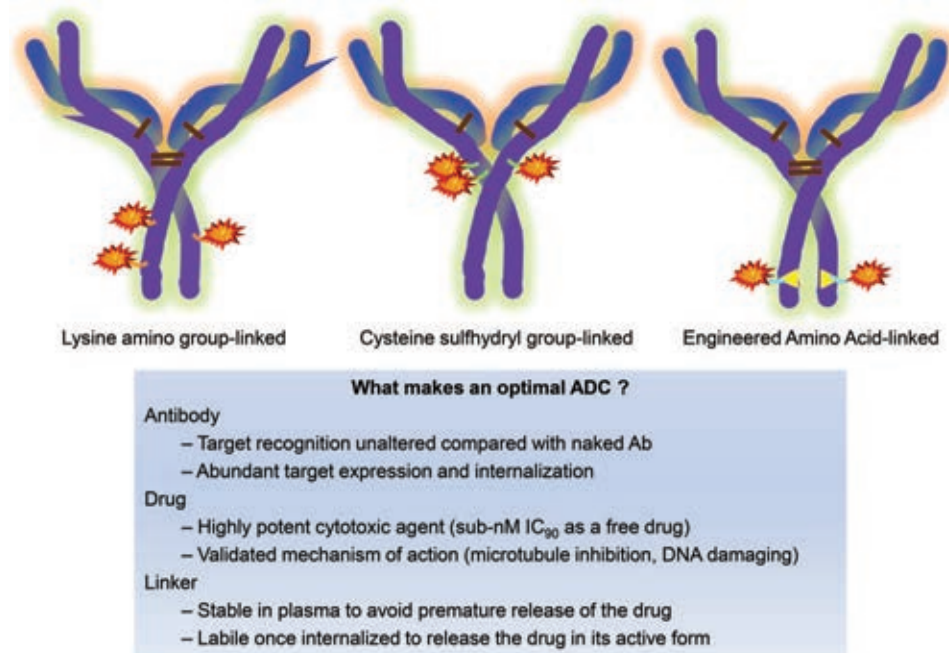 Lysine amino group-linked
Cysteine sulfhydryl group-linked
Engineered Amino Acid-linked
What makes an optimal ADC ?
Antibody
– Target recognition unaltered compared with naked Ab
– Abundant target expression and internalization
Drug
– Highly potent cytotoxic agent (sub-nM IC₉₀ as a free drug)
– Validated mechanism of action (microtubule inhibition, DNA damaging)
Linker
– Stable in plasma to avoid premature release of the drug
– Labile once internalized to release the drug in its active form